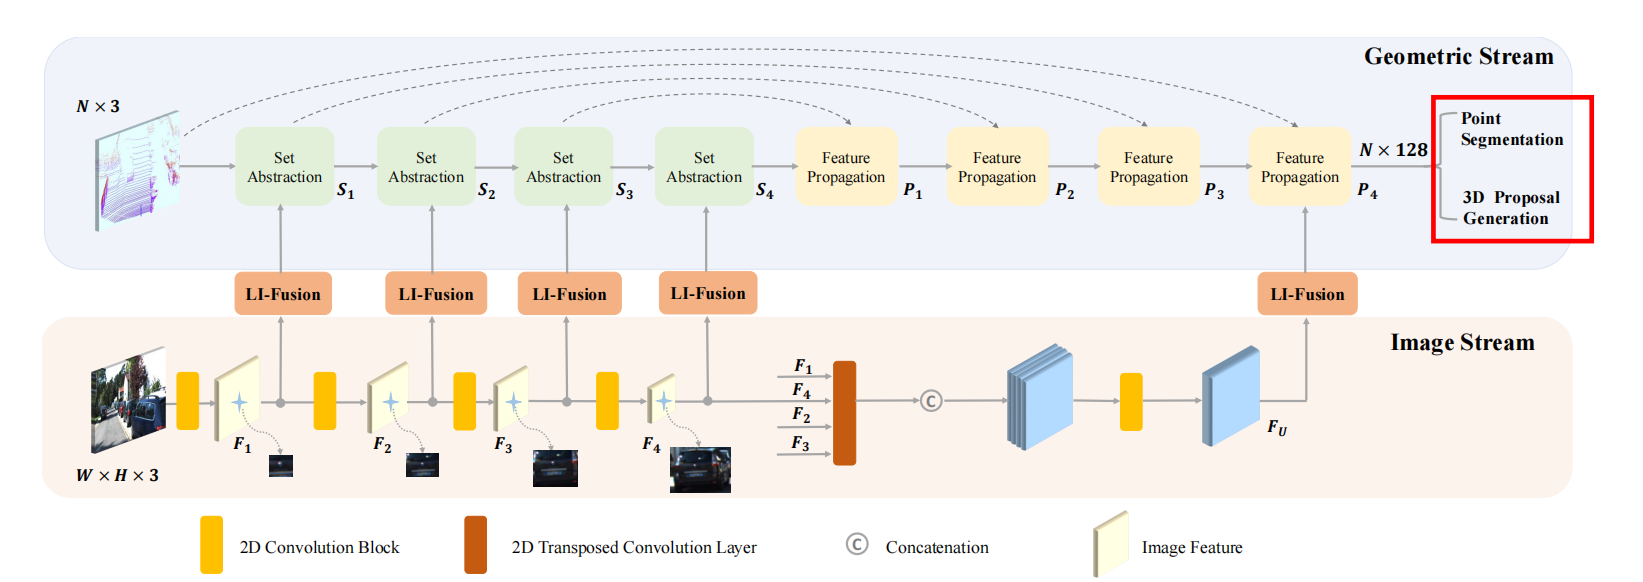 Geometric Stream
N × 3
Set
Abstraction
S1
Set
Abstraction
S2
Set
Abstraction
S3
Set
Abstraction
S4
Feature
Propagation
P1
Feature
Propagation
P2
Feature
Propagation
P3
Feature
Propagation
P4
N × 128
Point
Segmentation
3D Proposal
Generation
LI-Fusion
LI-Fusion
LI-Fusion
LI-Fusion
LI-Fusion
Image Stream
F1
F2
F3
F4
F1
F4
F2
F3
C
FU
W × H × 3
2D Convolution Block
2D Transposed Convolution Layer
C
Concatenation
Image Feature